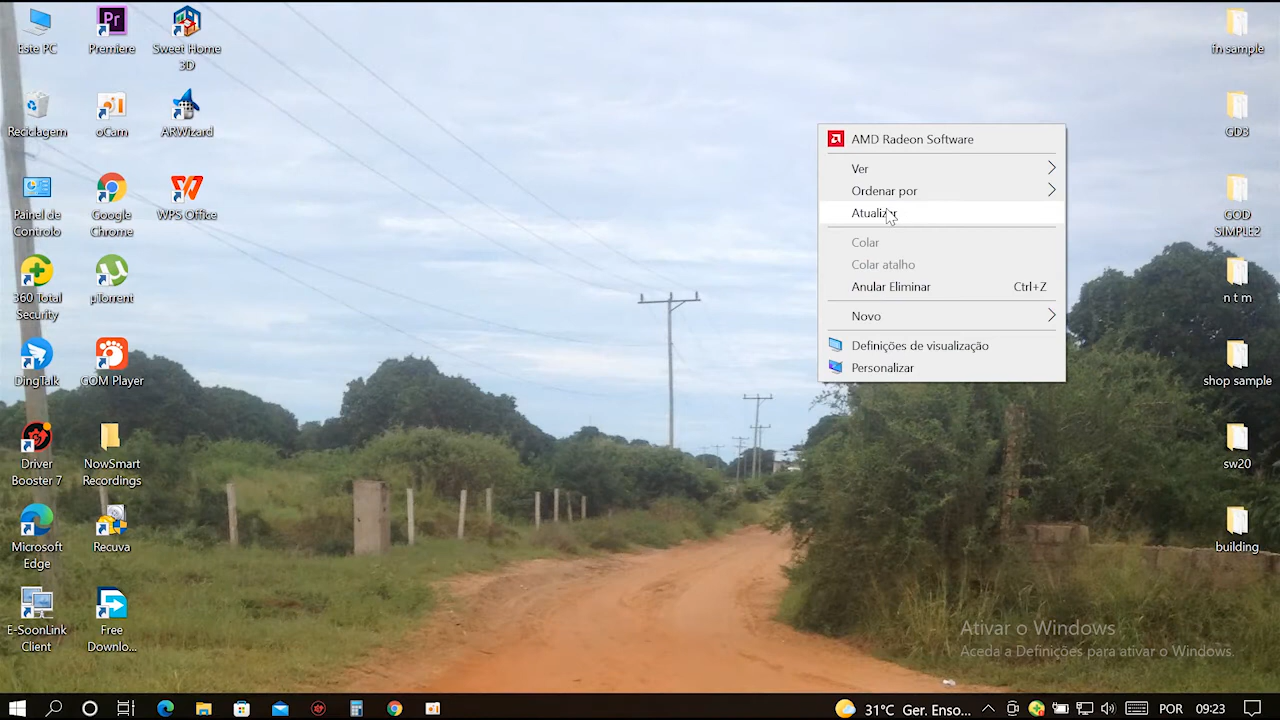 Este PC
Premiere
Pr
Sweet Home
3D
Reciclagem
oCam
ARWizard
Painel de
Controlo
Google
Chrome
WPS Office
360 Total
Security
µTorrent
DingTalk
GOM Player
Driver
Booster 7
NowSmart
Recordings
Microsoft
Edge
Recuva
E-SoonLink
Client
Free
Downlo...
AMD Radeon Software
Ver
Ordenar por
Atualizar
Colar
Colar atalho
Anular Eliminar Ctrl+Z
Novo
Definições de visualização
Personalizar
fn sample
GD3
GOD
SIMPLE2
n t m
shop sample
sw20
building
Ativar o Windows
Aceda a Definições para ativar o Windows.
31°C Ger. Enso... POR 09:23